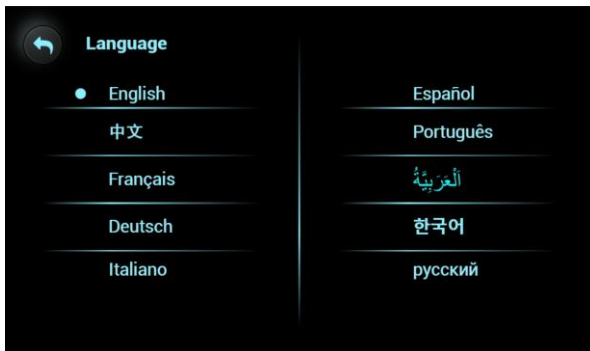 Language
English
中文
Français
Deutsch
Italiano
Español
Português
اَلْعَرَبِيَّةُ
한국어
русский